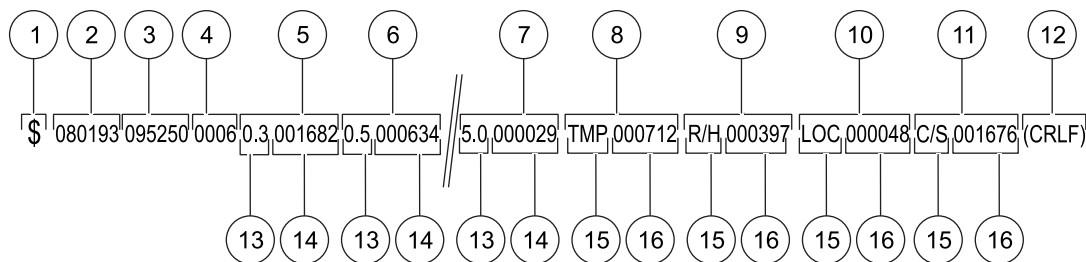 1 2 3 4 5 6 7 8 9 10 11 12
$ 080193 095250 0006 0.3 001682 0.5 000634 // 5.0 000029 TMP 000712 R/H 000397 LOC 000048 C/S 001676 (CRLF)
13 14 13 14 13 14 15 16 15 16 15 16 15 16